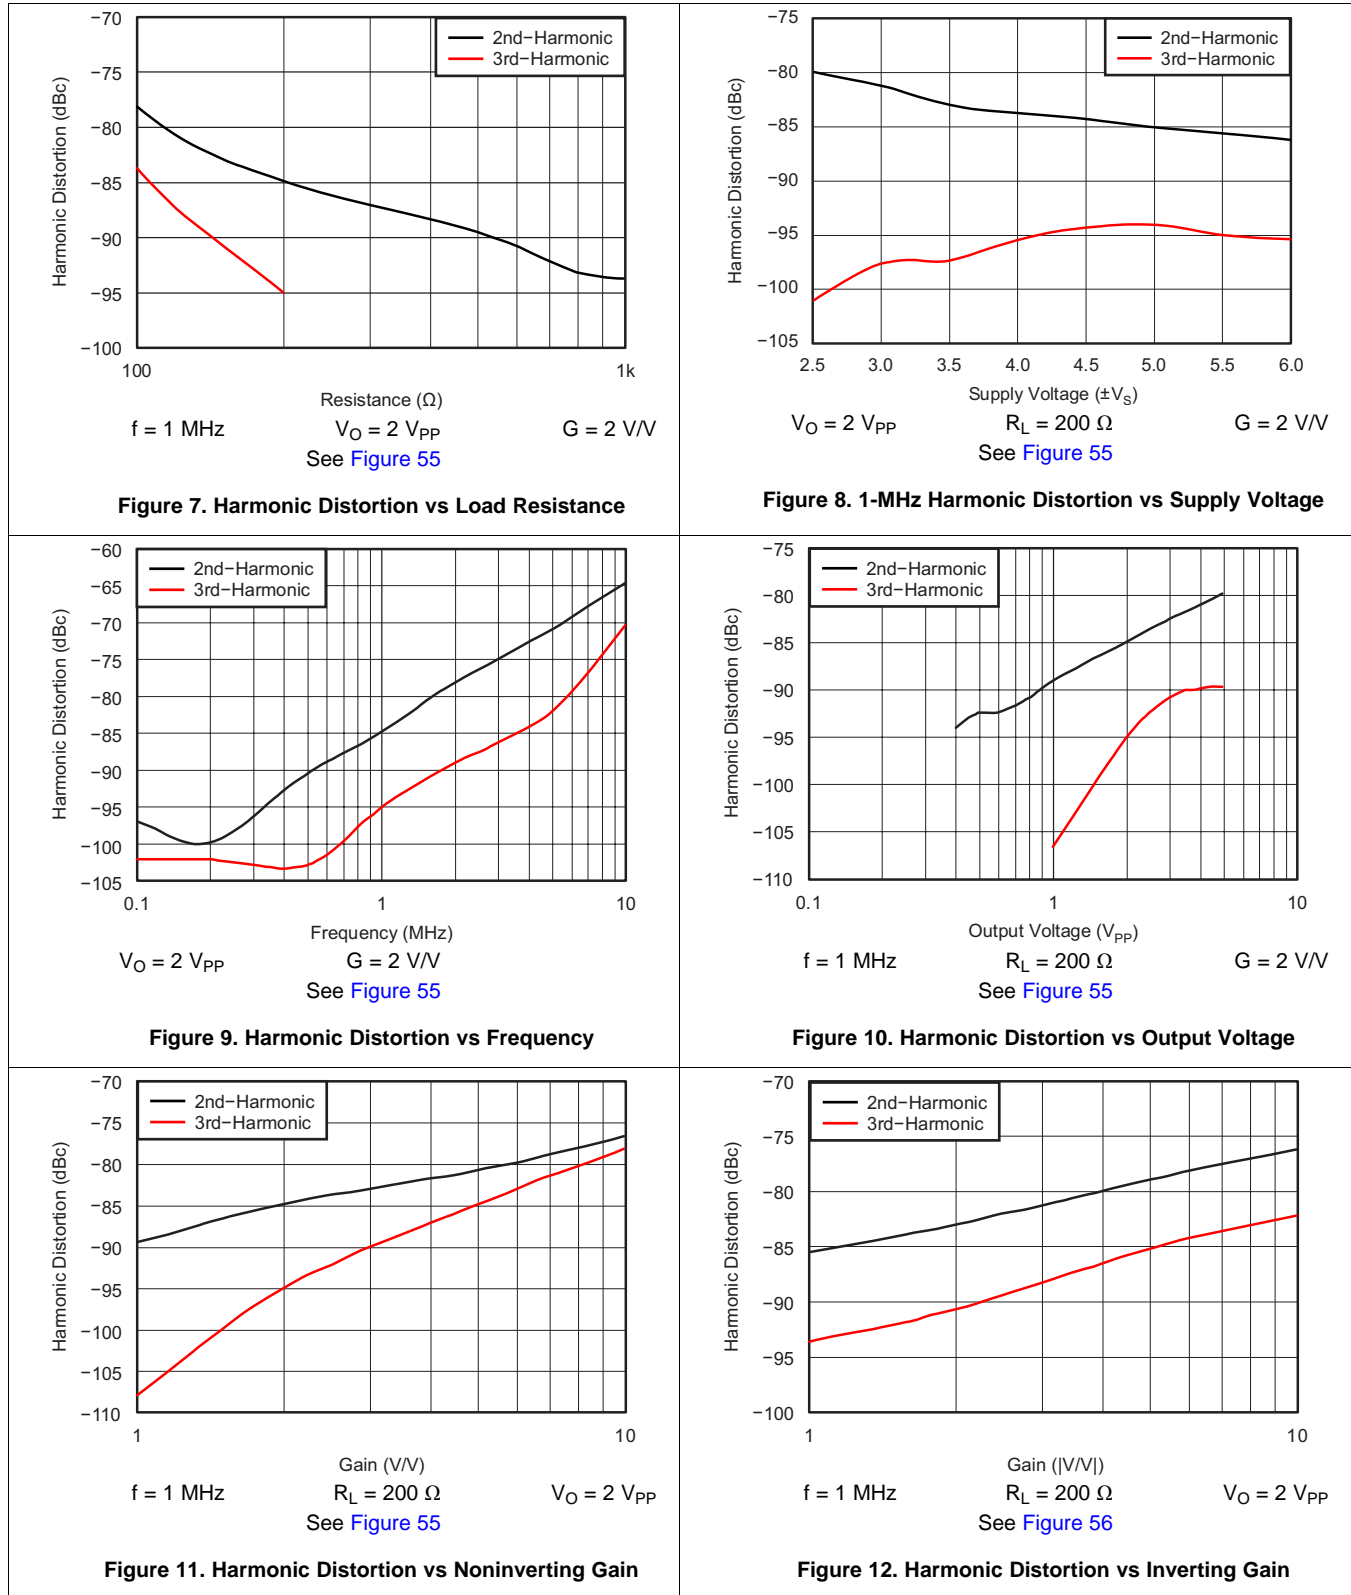 −70
−75
−80
−85
−90
−95
−100
Harmonic Distortion (dBc)
2nd−Harmonic
3rd−Harmonic
100
1k
Resistance (Ω)
f = 1 MHz
VO = 2 VPP
G = 2 V/V
See Figure 55
Figure 7. Harmonic Distortion vs Load Resistance
−75
−80
−85
−90
−95
−100
−105
Harmonic Distortion (dBc)
2nd−Harmonic
3rd−Harmonic
2.5 3.0 3.5 4.0 4.5 5.0 5.5 6.0
Supply Voltage (±VS)
VO = 2 VPP
RL = 200 Ω
G = 2 V/V
See Figure 55
Figure 8. 1-MHz Harmonic Distortion vs Supply Voltage
−60
−65
−70
−75
−80
−85
−90
−95
−100
−105
Harmonic Distortion (dBc)
2nd−Harmonic
3rd−Harmonic
0.1 1 10
Frequency (MHz)
VO = 2 VPP
G = 2 V/V
See Figure 55
Figure 9. Harmonic Distortion vs Frequency
−75
−80
−85
−90
−95
−100
−105
−110
Harmonic Distortion (dBc)
2nd−Harmonic
3rd−Harmonic
0.1 1 10
Output Voltage (VPP)
f = 1 MHz
RL = 200 Ω
G = 2 V/V
See Figure 55
Figure 10. Harmonic Distortion vs Output Voltage
−70
−75
−80
−85
−90
−95
−100
−105
−110
Harmonic Distortion (dBc)
2nd−Harmonic
3rd−Harmonic
1 10
Gain (V/V)
f = 1 MHz
RL = 200 Ω
VO = 2 VPP
See Figure 55
Figure 11. Harmonic Distortion vs Noninverting Gain
−70
−75
−80
−85
−90
−95
−100
Harmonic Distortion (dBc)
2nd−Harmonic
3rd−Harmonic
1 10
Gain (|V/V|)
f = 1 MHz
RL = 200 Ω
VO = 2 VPP
See Figure 56
Figure 12. Harmonic Distortion vs Inverting Gain